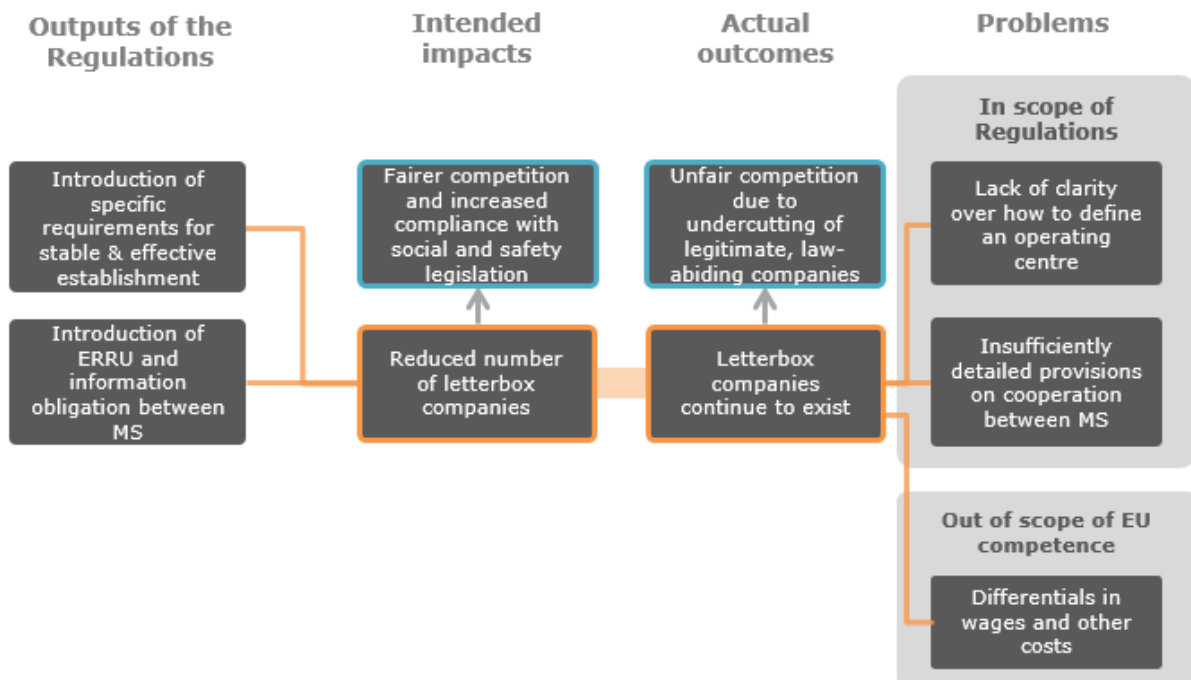 Outputs of the
Regulations
Intended
impacts
Actual
outcomes
Problems
In scope of
Regulations
Introduction of
specific
requirements for
stable & effective
establishment
Fairer competition
and increased
compliance with
social and safety
legislation
Unfair competition
due to
undercutting of
legitimate, law-
abiding companies
Lack of clarity
over how to define
an operating
centre
Introduction of
ERRU and
information
obligation between
MS
Reduced number
of letterbox
companies
Letterbox
companies
continue to exist
Insufficiently
detailed provisions
on cooperation
between MS
Out of scope of EU
competence
Differentials in
wages and other
costs